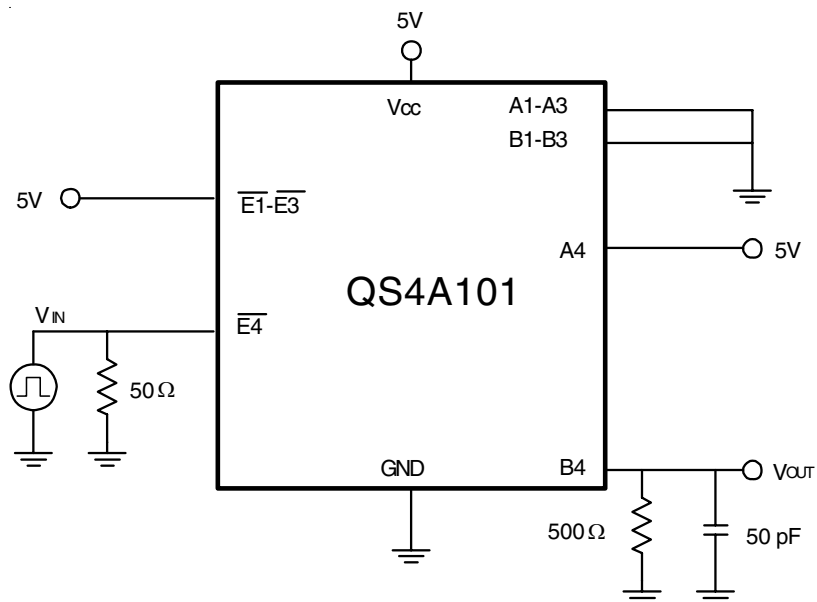 5V
Vcc
A1-A3
B1-B3
5V
E1-E3
A4
5V
QS4A101
VIN
E4
50Ω
GND
B4
VOUT
500Ω
50 pF